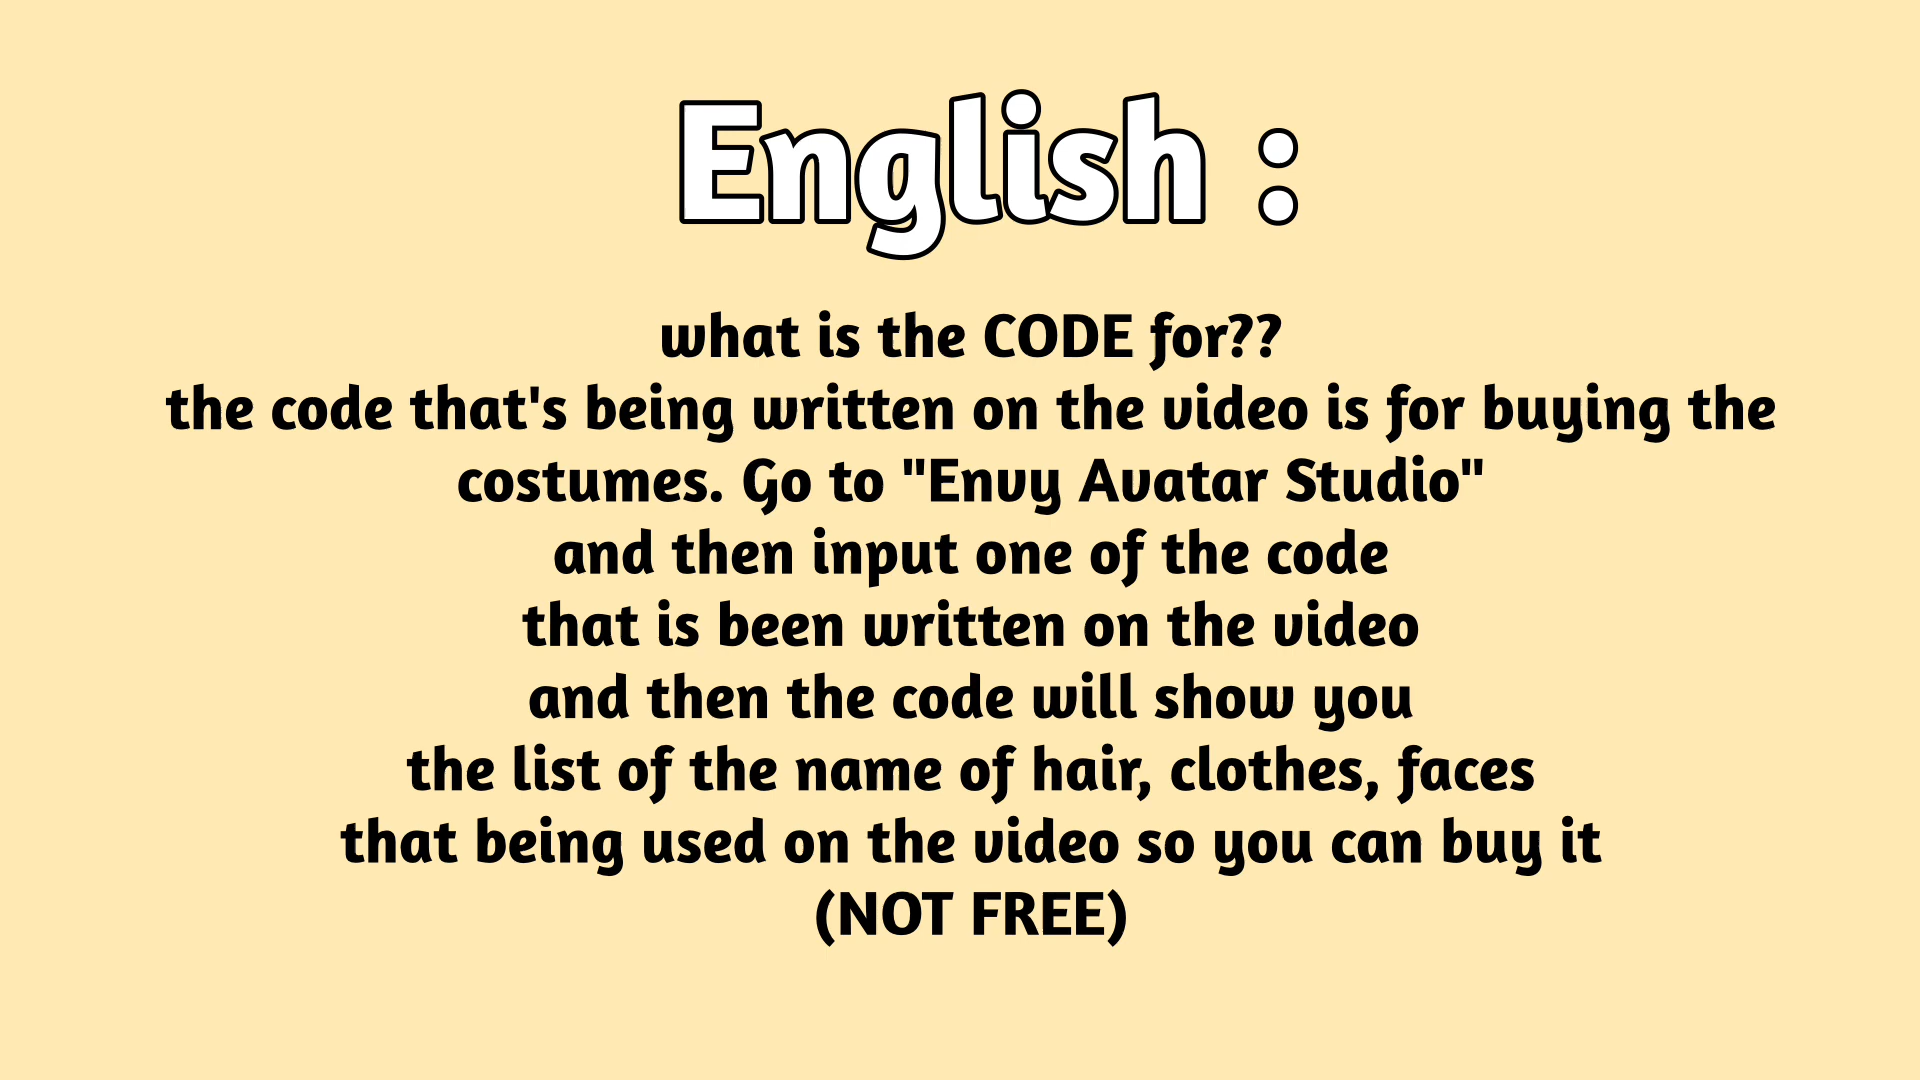 English :
what is the CODE for??
the code that's being written on the video is for buying the
costumes. Go to "Envy Avatar Studio"
and then input one of the code
that is been written on the video
and then the code will show you
the list of the name of hair, clothes, faces
that being used on the video so you can buy it
(NOT FREE)